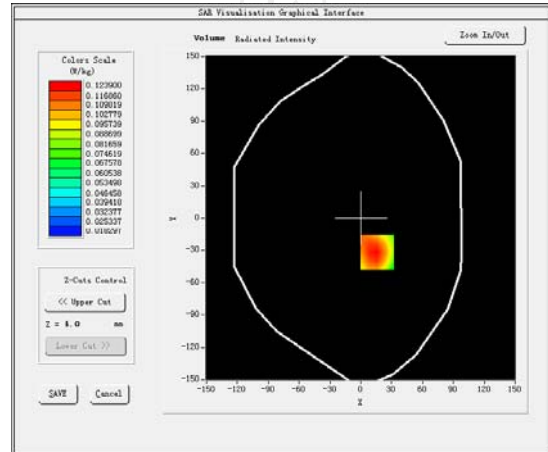 SAR Visualisation Graphical Interface
Volume Radiated Intensity
Zoom In/Out
Colors Scale
(W/kg)
0.123900
0.116860
0.109819
0.102779
0.095739
0.088699
0.081659
0.074619
0.067578
0.060538
0.053498
0.046458
0.039418
0.032377
0.025337
Z-Cuts Control
<< Upper Cut
Z = 4.0 mm
Lower Cut >>
SAVE
Cancel
150
120
90
60
30
0
-30
-60
-90
-120
-150
Y
-150 -120 -90 -60 -30 0 30 60 90 120 150
X